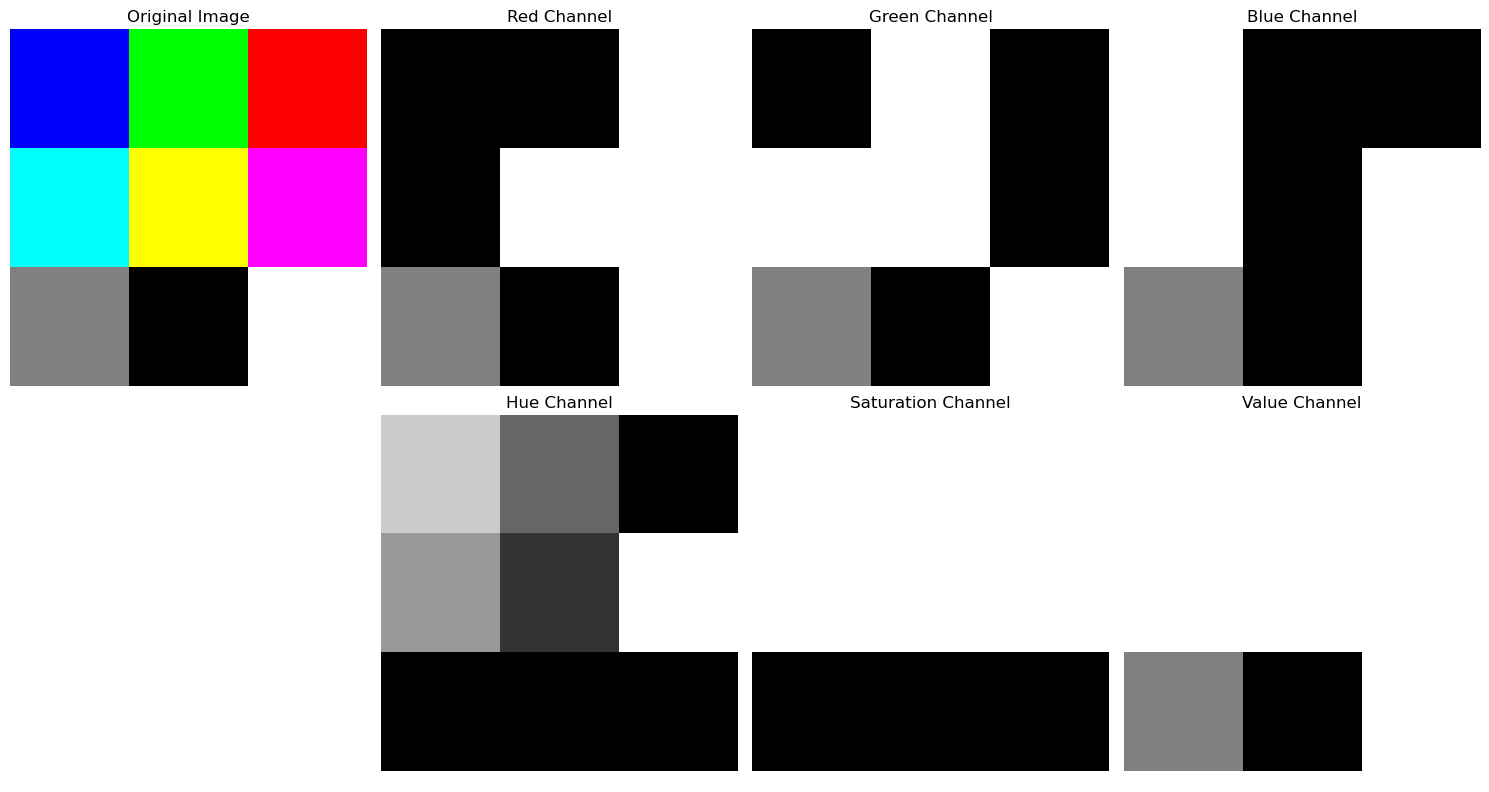 Original Image
Red Channel
Green Channel
Blue Channel
Hue Channel
Saturation Channel
Value Channel